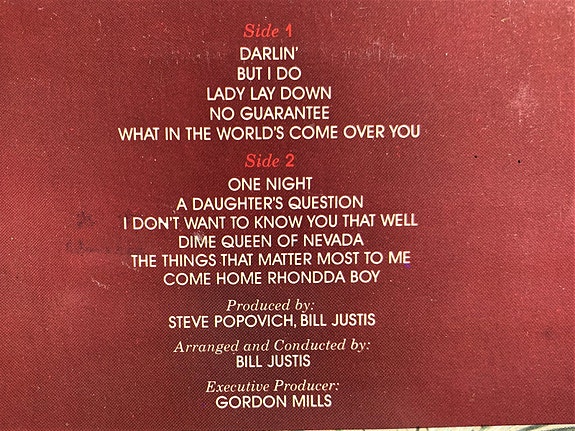 Side 1
DARLIN'
BUT I DO
LADY LAY DOWN
NO GUARANTEE
WHAT IN THE WORLD'S COME OVER YOU
Side 2
ONE NIGHT
A DAUGHTER'S QUESTION
I DON'T WANT TO KNOW YOU THAT WELL
DIME QUEEN OF NEVADA
THE THINGS THAT MATTER MOST TO ME
COME HOME RHONDDA BOY
Produced by:
STEVE POPOVICH, BILL JUSTIS
Arranged and Conducted by:
BILL JUSTIS
Executive Producer:
GORDON MILLS